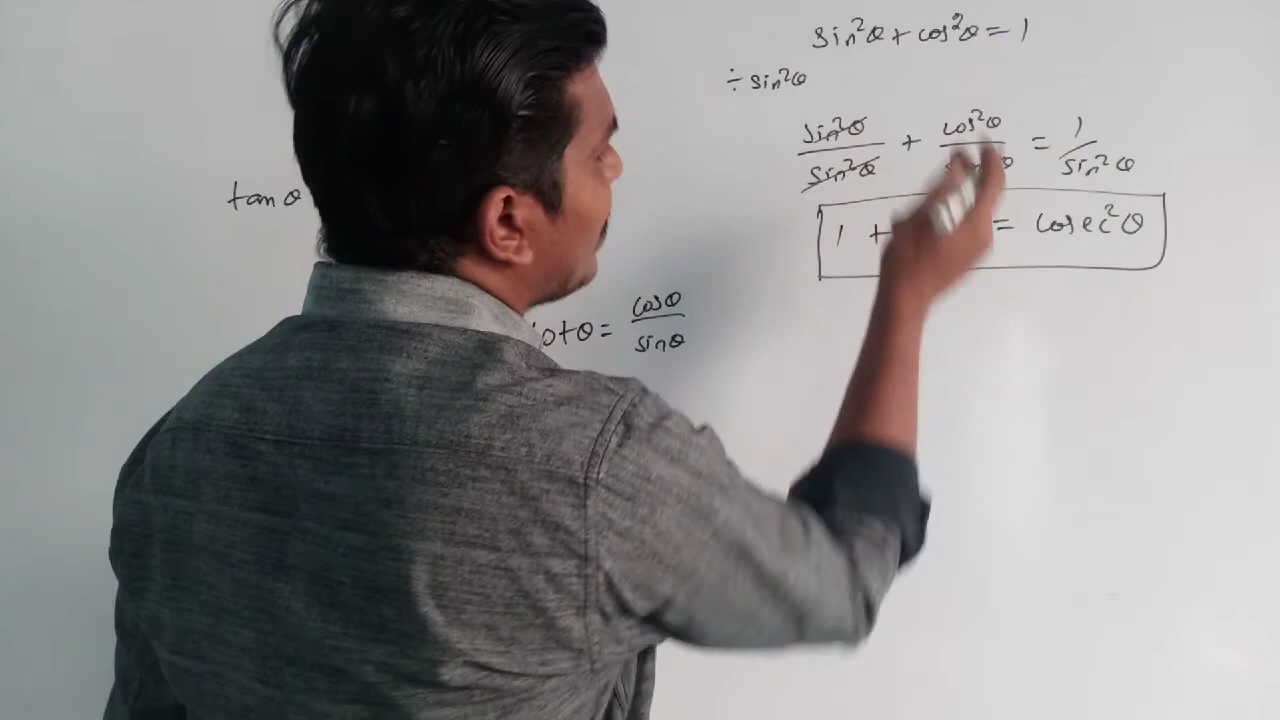 sin²θ + cos²θ = 1
÷ sin²θ
sin²θ/sin²θ + cos²θ/ = 1/sin²θ
1 + = cosec²θ
tan θ
otθ = cosθ/sinθ